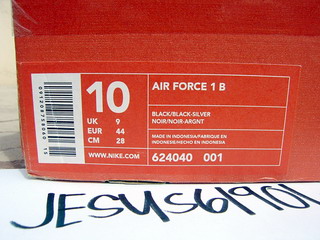 10
UK 9
EUR 44
CM 28
WWW.NIKE.COM
AIR FORCE 1 B
BLACK/BLACK-SILVER
NOIR/NOIR-ARGNT
MADE IN INDONESIA/FABRIQUE EN
INDONESIE/HECHO EN INDONESIA
624040 001
JESUS61901